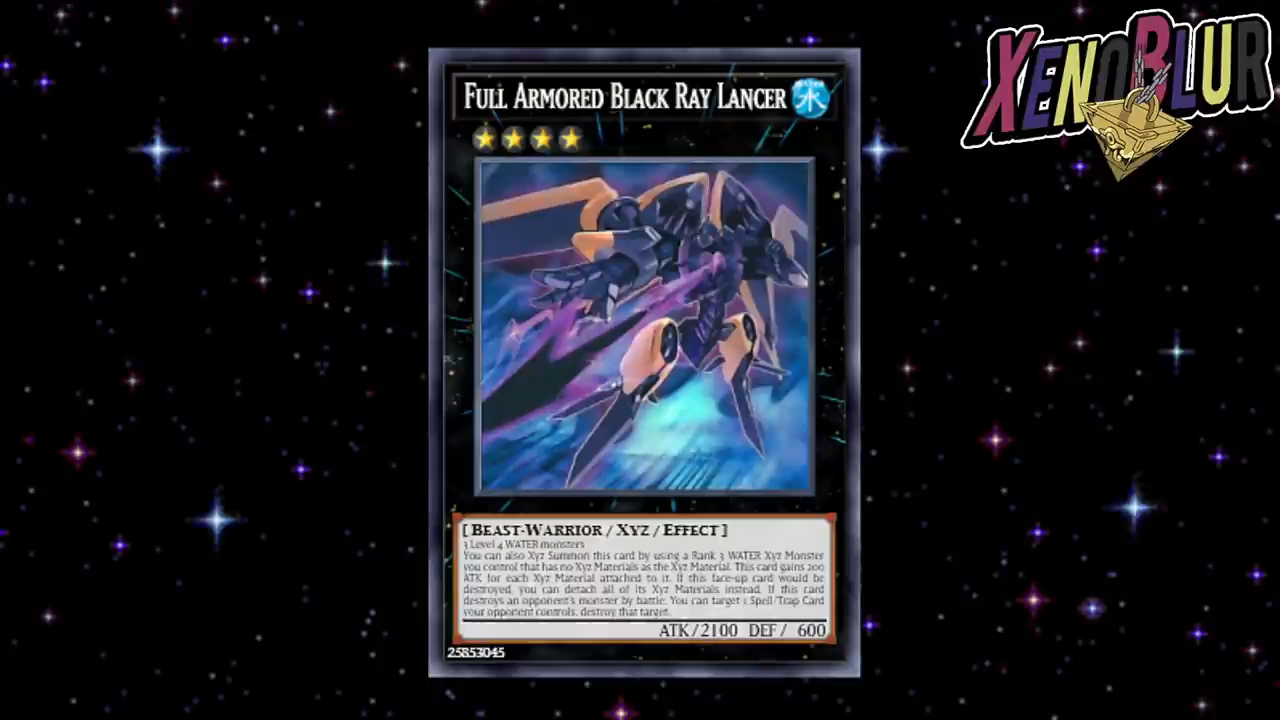 XENOBLUR
FULL ARMORED BLACK RAY LANCER
WATER
水
[ BEAST-WARRIOR / XYZ / EFFECT ]
3 Level 4 WATER monsters
You can also Xyz Summon this card by using a Rank 3 WATER Xyz Monster
you control that has no Xyz Materials as the Xyz Material. This card gains 200
ATK for each Xyz Material attached to it. If this face-up card would be
destroyed, you can detach all of its Xyz Materials instead. If this card
destroys an opponent's monster by battle: You can target 1 Spell/Trap Card
your opponent controls; destroy that target.
ATK/2100 DEF/ 600
25853045